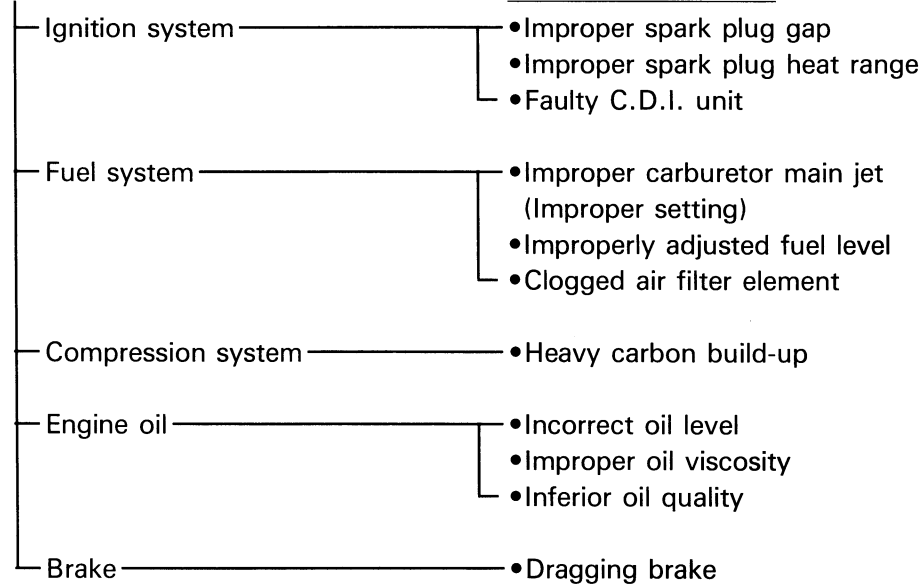 Ignition system
•Improper spark plug gap
•Improper spark plug heat range
•Faulty C.D.I. unit
Fuel system
•Improper carburetor main jet
(Improper setting)
•Improperly adjusted fuel level
•Clogged air filter element
Compression system
•Heavy carbon build-up
Engine oil
•Incorrect oil level
•Improper oil viscosity
•Inferior oil quality
Brake
•Dragging brake